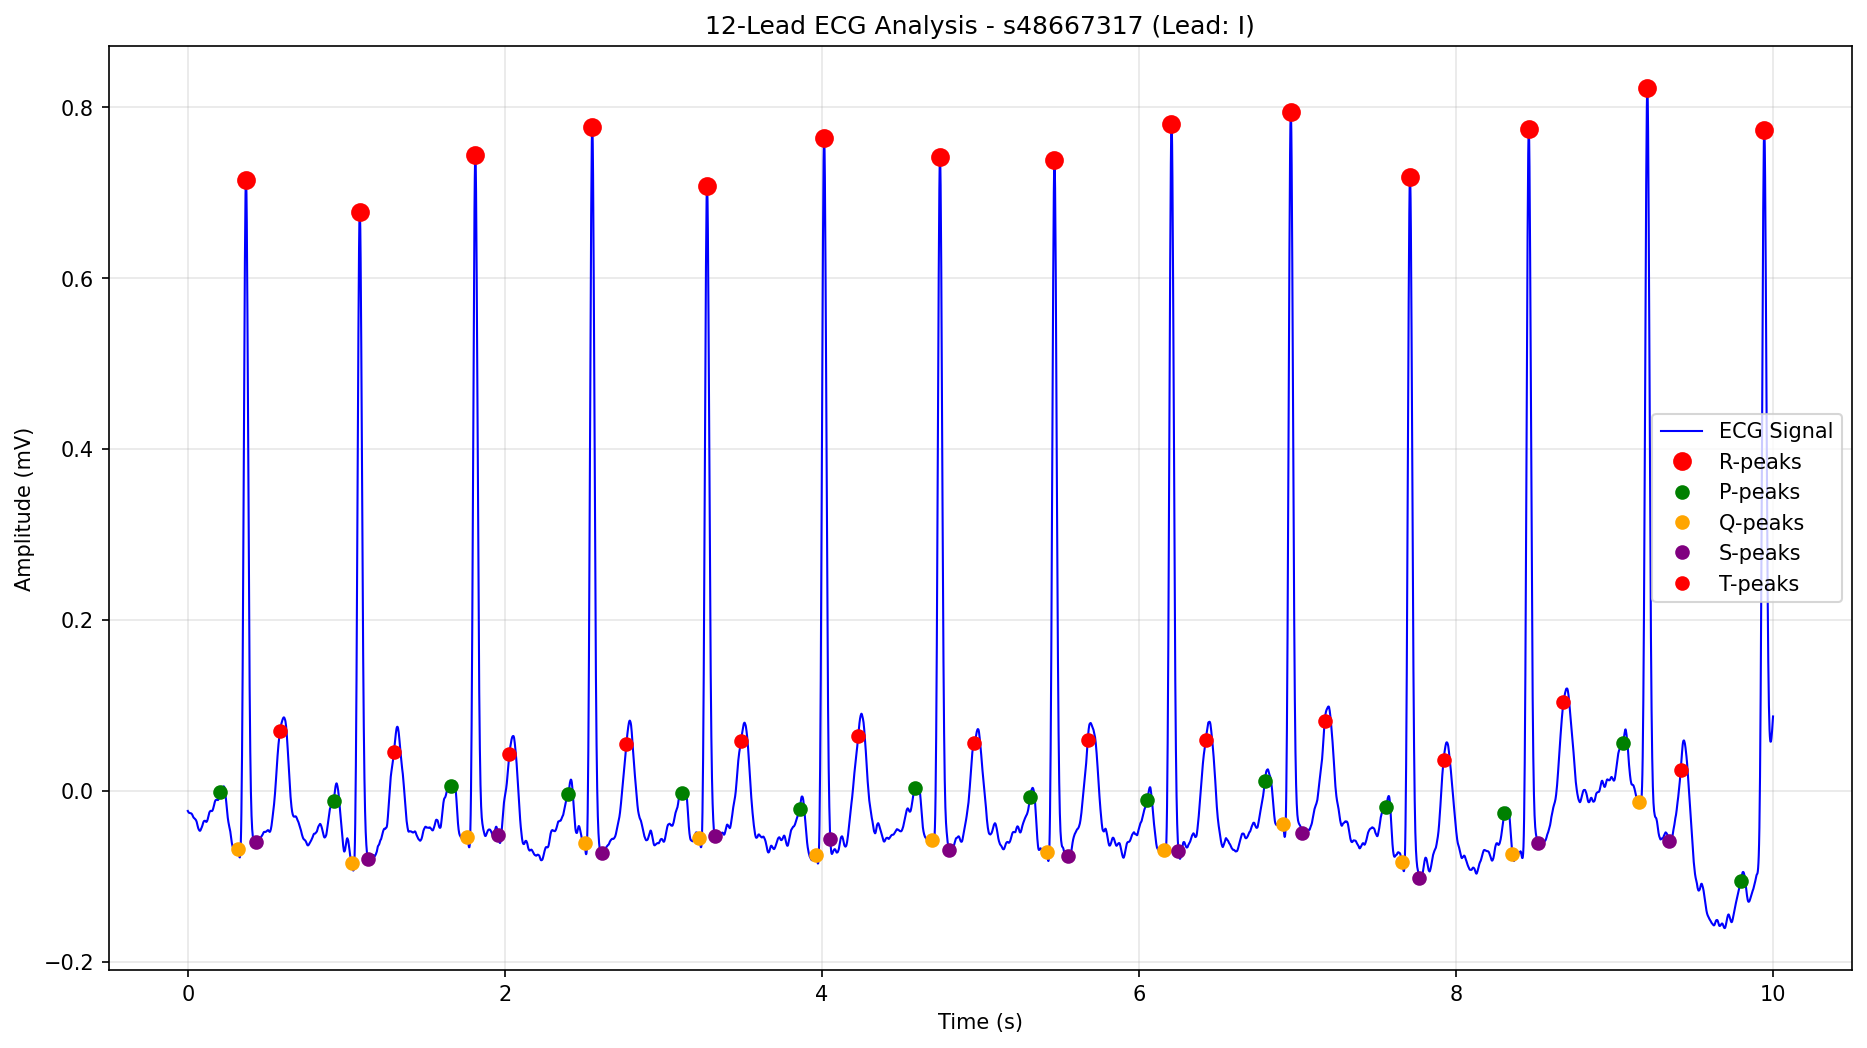 12-Lead ECG Analysis - s48667317 (Lead: I)
Amplitude (mV)
0.8
0.6
0.4
0.2
0.0
−0.2
ECG Signal
R-peaks
P-peaks
Q-peaks
S-peaks
T-peaks
0 2 4 6 8 10
Time (s)